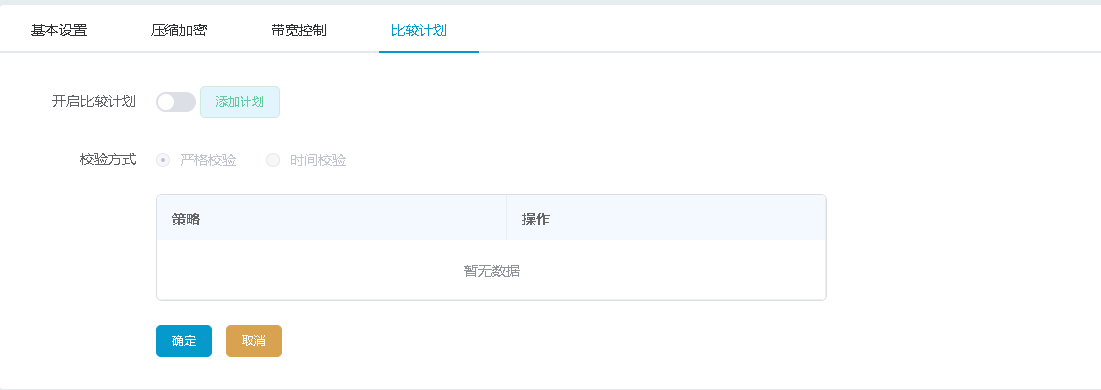 基本设置 压缩加密 带宽控制 比较计划
开启比较计划 添加计划
校验方式 严格校验 时间校验
策略 操作
暂无数据
确定 取消